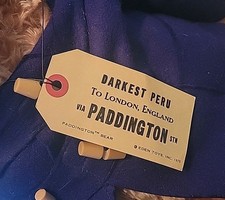 DARKEST PERU
To LONDON, ENGLAND
VIA PADDINGTON STN
PADDINGTON™ BEAR
EDEN TOYS, INC.